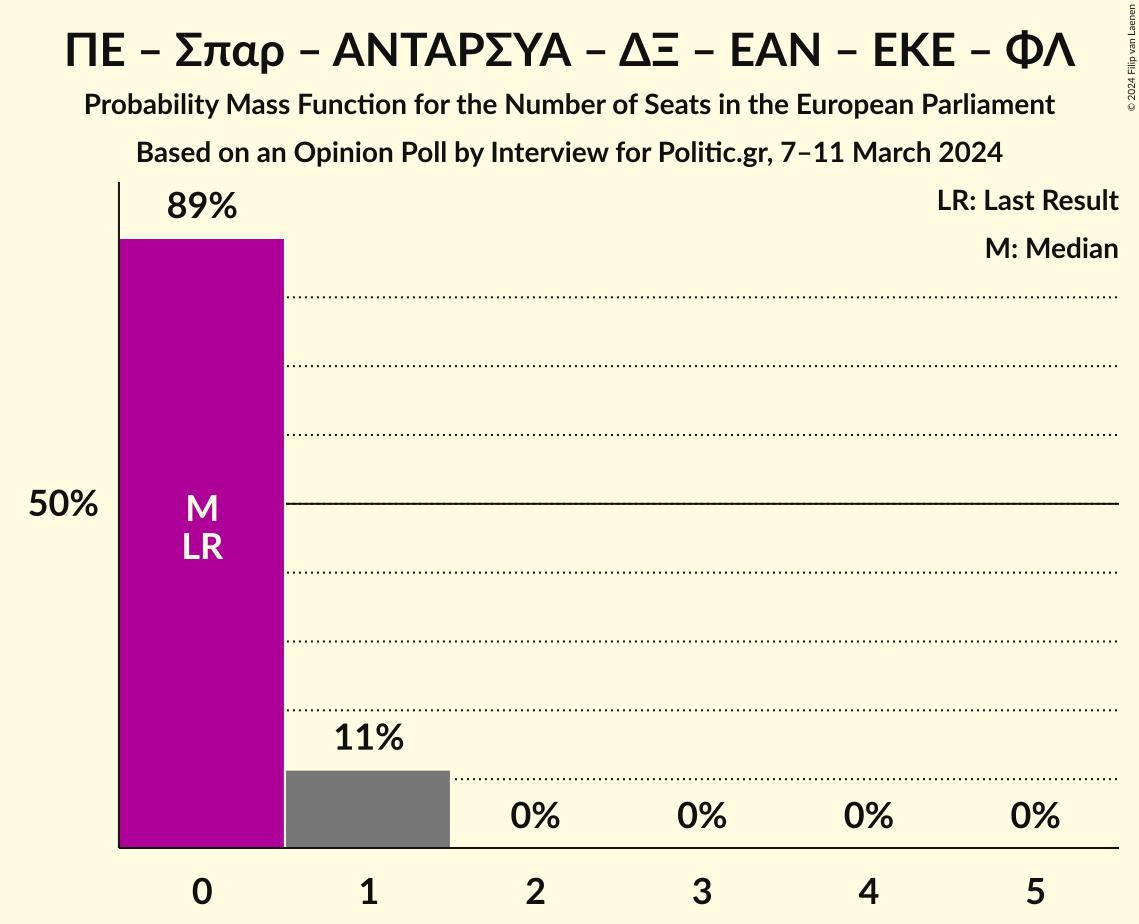 ΠΕ – Σπαρ – ΑΝΤΑΡΣΥΑ – ΔΞ – ΕΑΝ – ΕΚΕ – ΦΛ
Probability Mass Function for the Number of Seats in the European Parliament
Based on an Opinion Poll by Interview for Politic.gr, 7–11 March 2024
© 2024 Filip van Laenen
LR: Last Result
M: Median
89%
50%
M
LR
11%
0% 0% 0% 0%
0 1 2 3 4 5